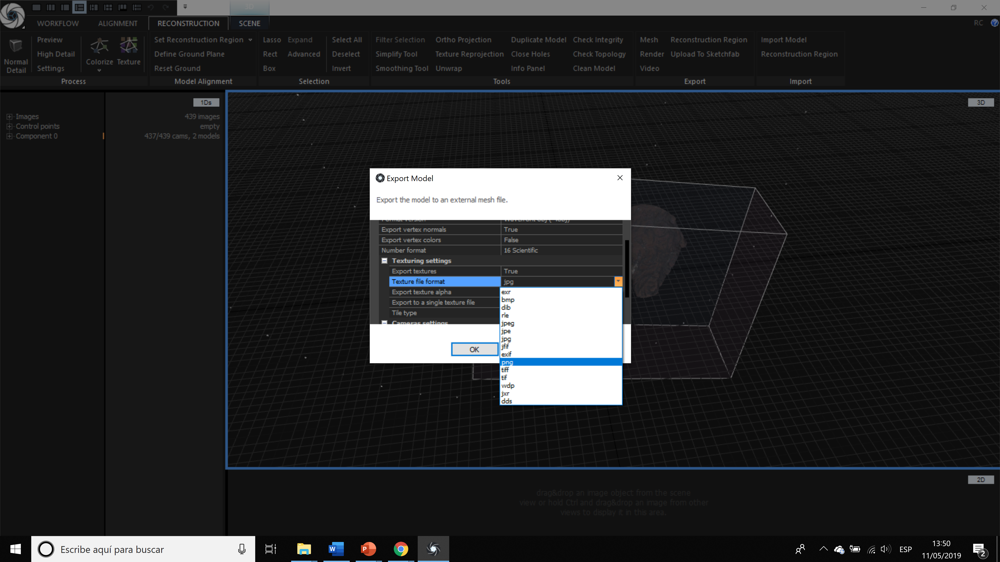 3D
WORKFLOW ALIGNMENT RECONSTRUCTION SCENE RC
Preview Set Reconstruction Region Lasso Expand Select All Filter Selection Ortho Projection Duplicate Model Check Integrity Mesh Reconstruction Region Import Model
High Detail Define Ground Plane Rect Advanced Deselect Simplify Tool Texture Reprojection Close Holes Check Topology Render Upload To Sketchfab Reconstruction Region
Normal Detail Settings Colorize Texture Reset Ground Box Invert Smoothing Tool Unwrap Info Panel Clean Model Video
Process Model Alignment Selection Tools Export Import
1Ds
3D
Images 439 images
Control points empty
Component 0 437/439 cams, 2 models
Export Model
Export the model to an external mesh file.
Format version Wavefront Obj (*.obj)
Export vertex normals True
Export vertex colors False
Number format 16 Scientific
Texturing settings
Export textures True
Texture file format jpg
Export texture alpha
Export to a single texture file
Tile type
Cameras settings
exr
bmp
dib
rle
jpeg
jpe
jpg
jfif
exif
png
tiff
tif
wdp
jxr
dds
OK
2D
drag&drop an image object from the scene
view or hold Ctrl and drag&drop an image from other
views to display it in this area.
Escribe aquí para buscar
W
P
ESP
13:50
11/05/2019
2